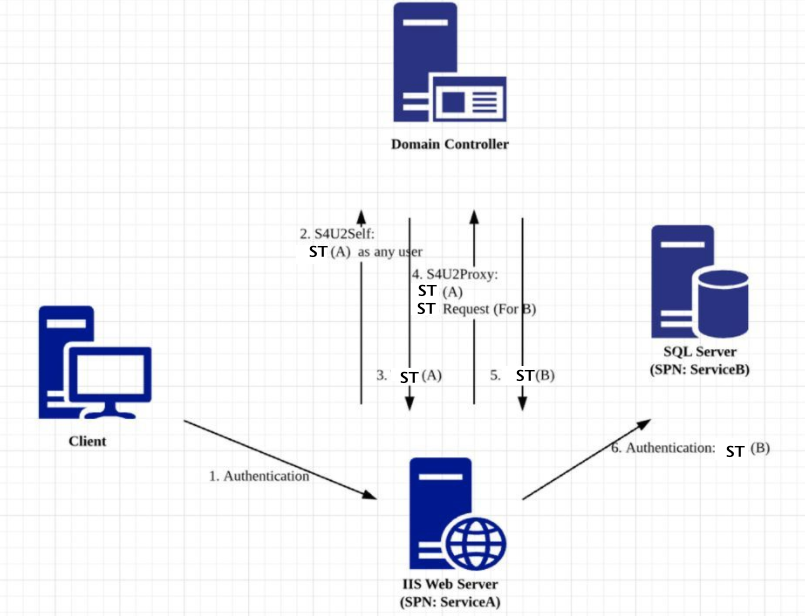 Domain Controller
2. S4U2Self:
ST (A) as any user
4. S4U2Proxy:
ST (A)
ST Request (For B)
SQL Server
(SPN: ServiceB)
3. ST (A)
5. ST (B)
Client
1. Authentication
6. Authentication: ST (B)
IIS Web Server
(SPN: ServiceA)